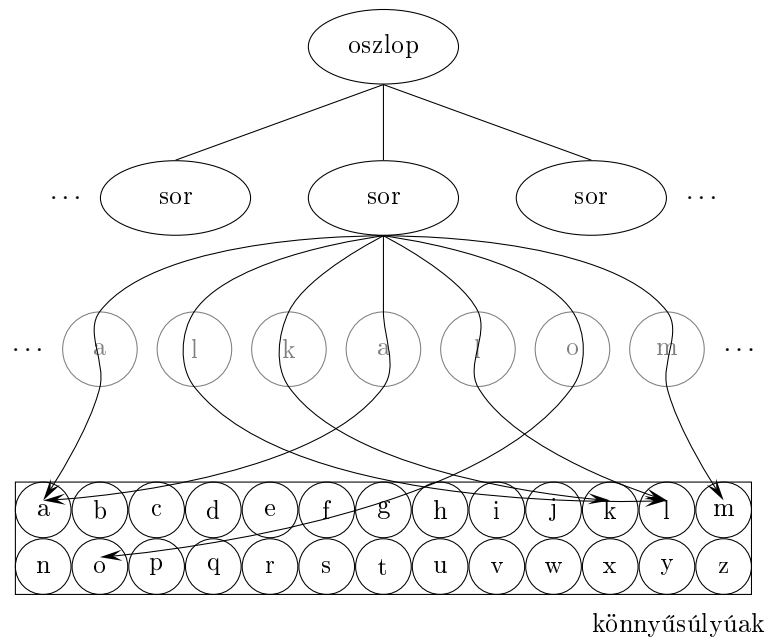 oszlop
... sor sor sor ...
... a l k a l o m ...
a b c d e f g h i j k l m
n o p q r s t u v w x y z
könnyűsúlyúak